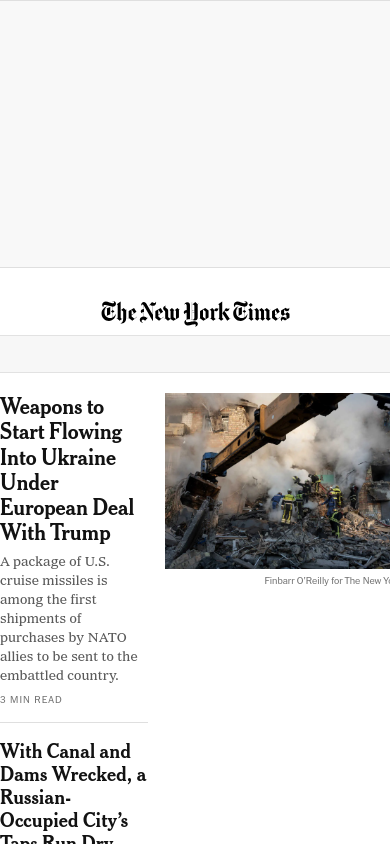 The New York Times
Weapons to
Start Flowing
Into Ukraine
Under
European Deal
With Trump
A package of U.S.
cruise missiles is
among the first
shipments of
purchases by NATO
allies to be sent to the
embattled country.
3 MIN READ
Finbarr O'Reilly for The New Yo
With Canal and
Dams Wrecked, a
Russian-
Occupied City’s
Taps Run Dry